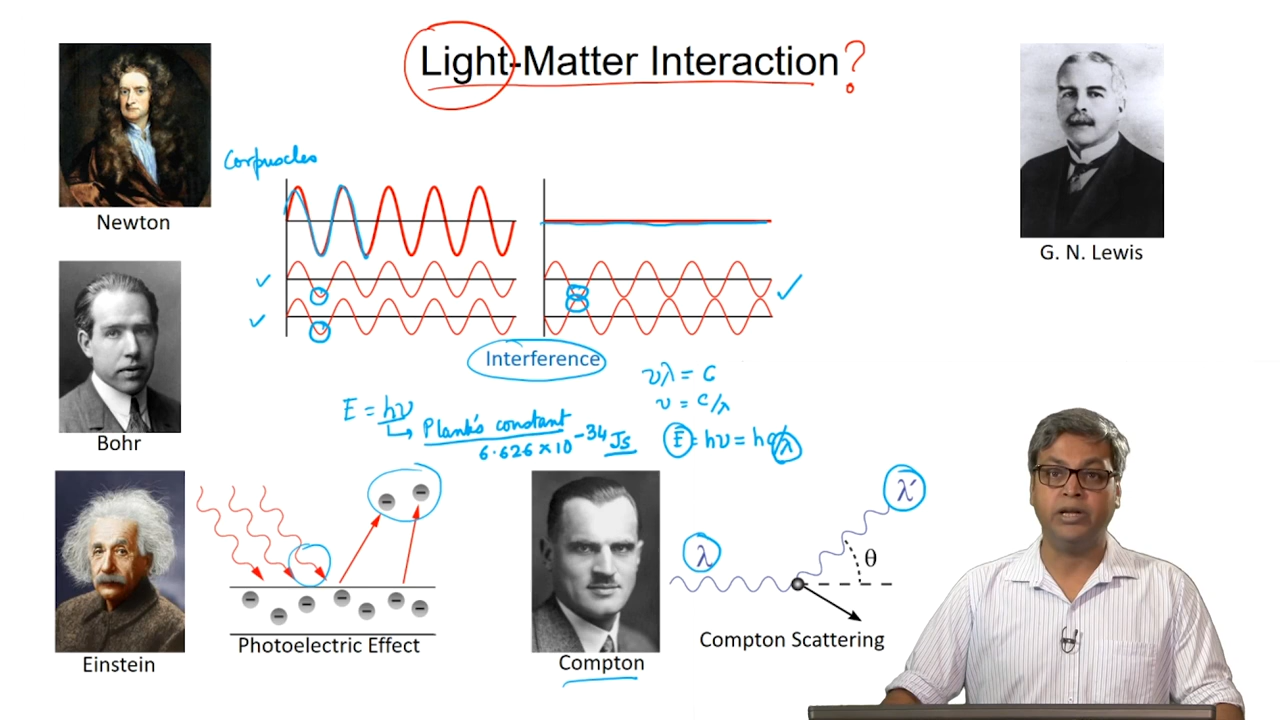 Light-Matter Interaction?
Newton
Corpuscles
G. N. Lewis
Interference
Bohr
νλ = C
ν = C/λ
E = hν
Plank's constant
6.626 × 10^-34 Js
E = hν = hc/λ
Einstein
Photoelectric Effect
Compton
λ
λ'
θ
Compton Scattering